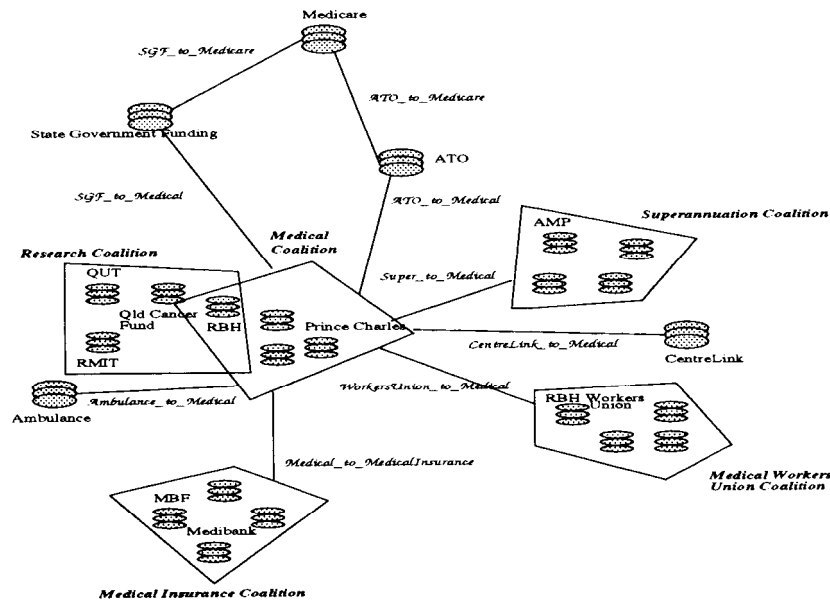 Medicare
SGF_to_Medicare
ATO_to_Medicare
State Government Funding
ATO
SGF_to_Medical
ATO_to_Medical
Superannuation Coalition
AMP
Medical
Coalition
Research Coalition
QUT
Super_to_Medical
Qld Cancer
Fund
RBH
Prince Charles
RMIT
CentreLink_to_Medical
CentreLink
Ambulance
Ambulance_to_Medical
WorkersUnion_to_Medical
RBH Workers
Union
Medical_to_MedicalInsurance
Medical Workers
Union Coalition
MBF
Medibank
Medical Insurance Coalition